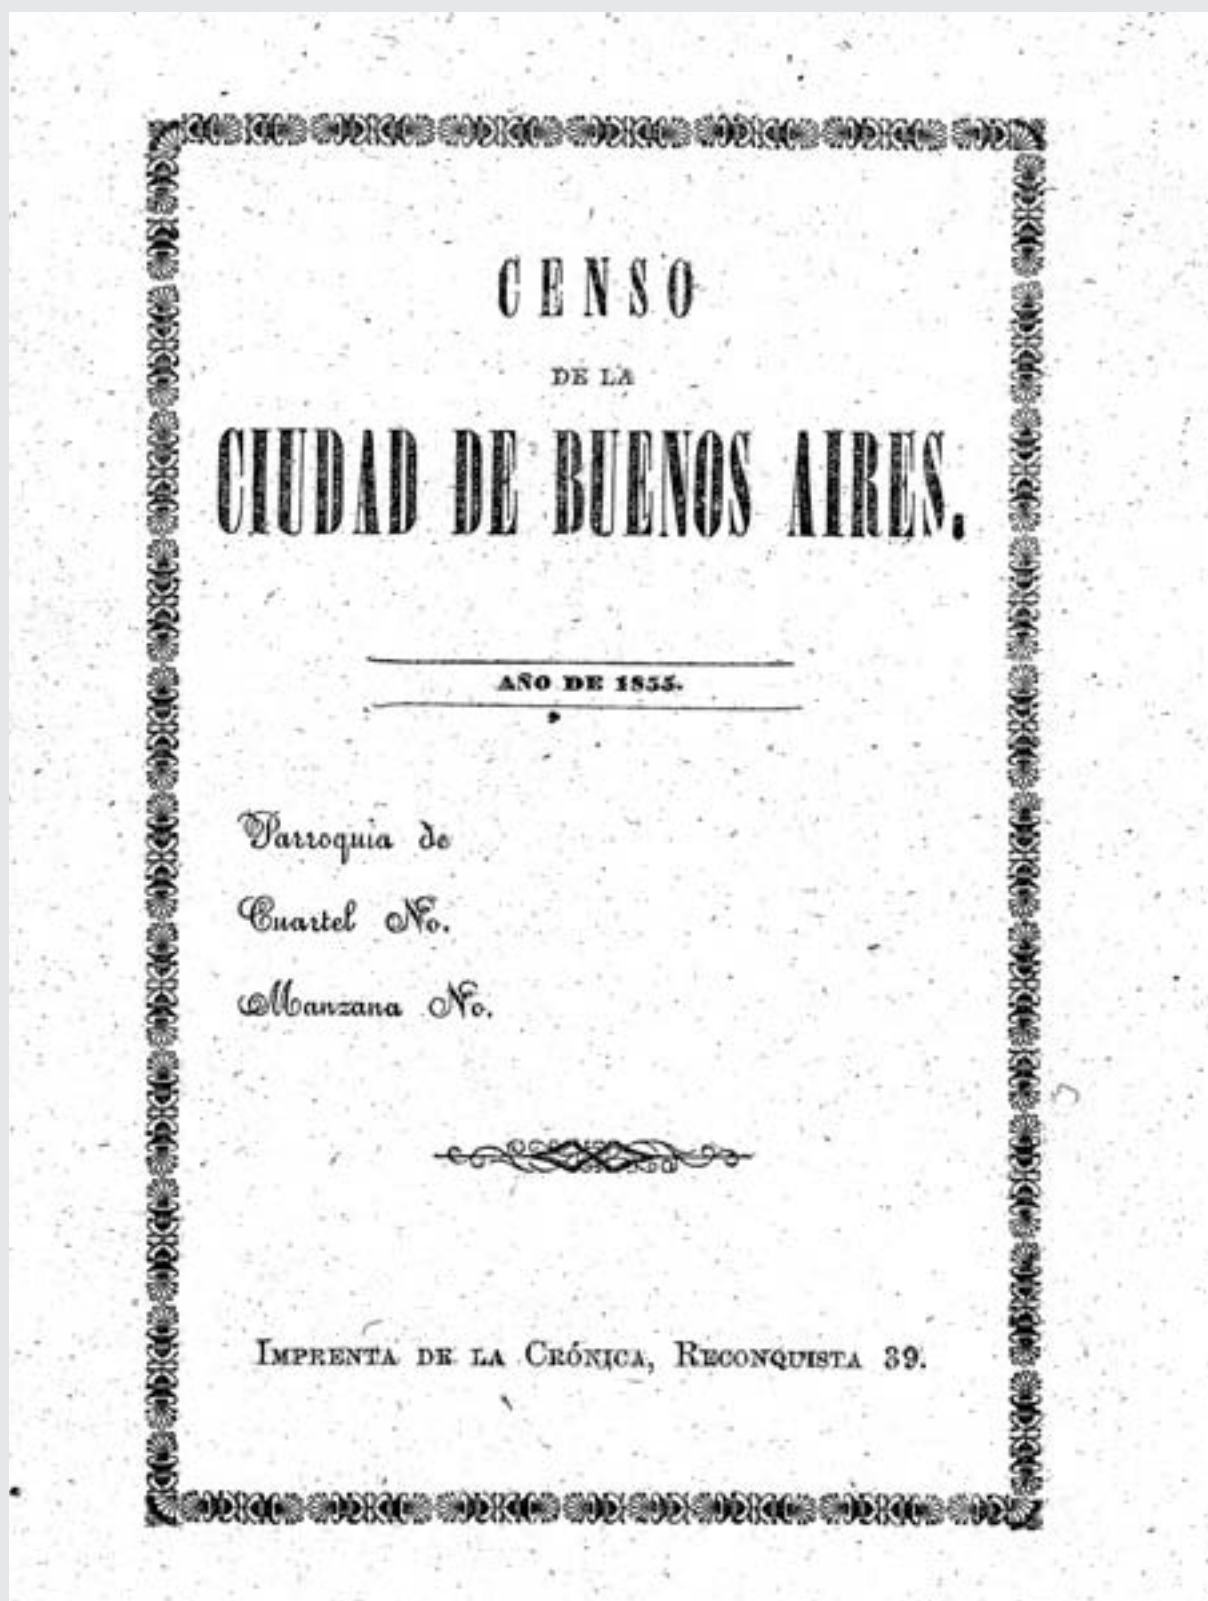 CENSO
DE LA
CIUDAD DE BUENOS AIRES.
AÑO DE 1855.
Parroquia de
Cuartel No.
Manzana No.
IMPRENTA DE LA CRÓNICA, RECONQUISTA 39.